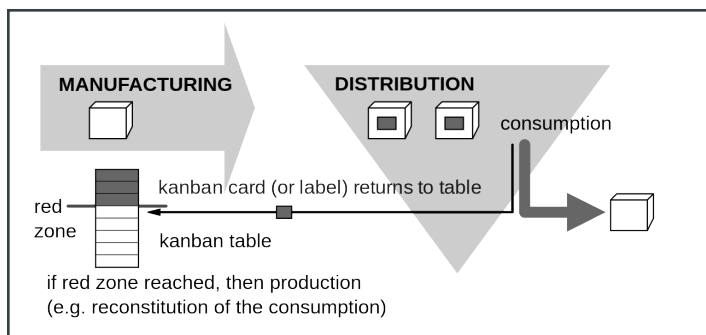 MANUFACTURING
DISTRIBUTION
consumption
kanban card (or label) returns to table
red
zone
kanban table
if red zone reached, then production
(e.g. reconstitution of the consumption)